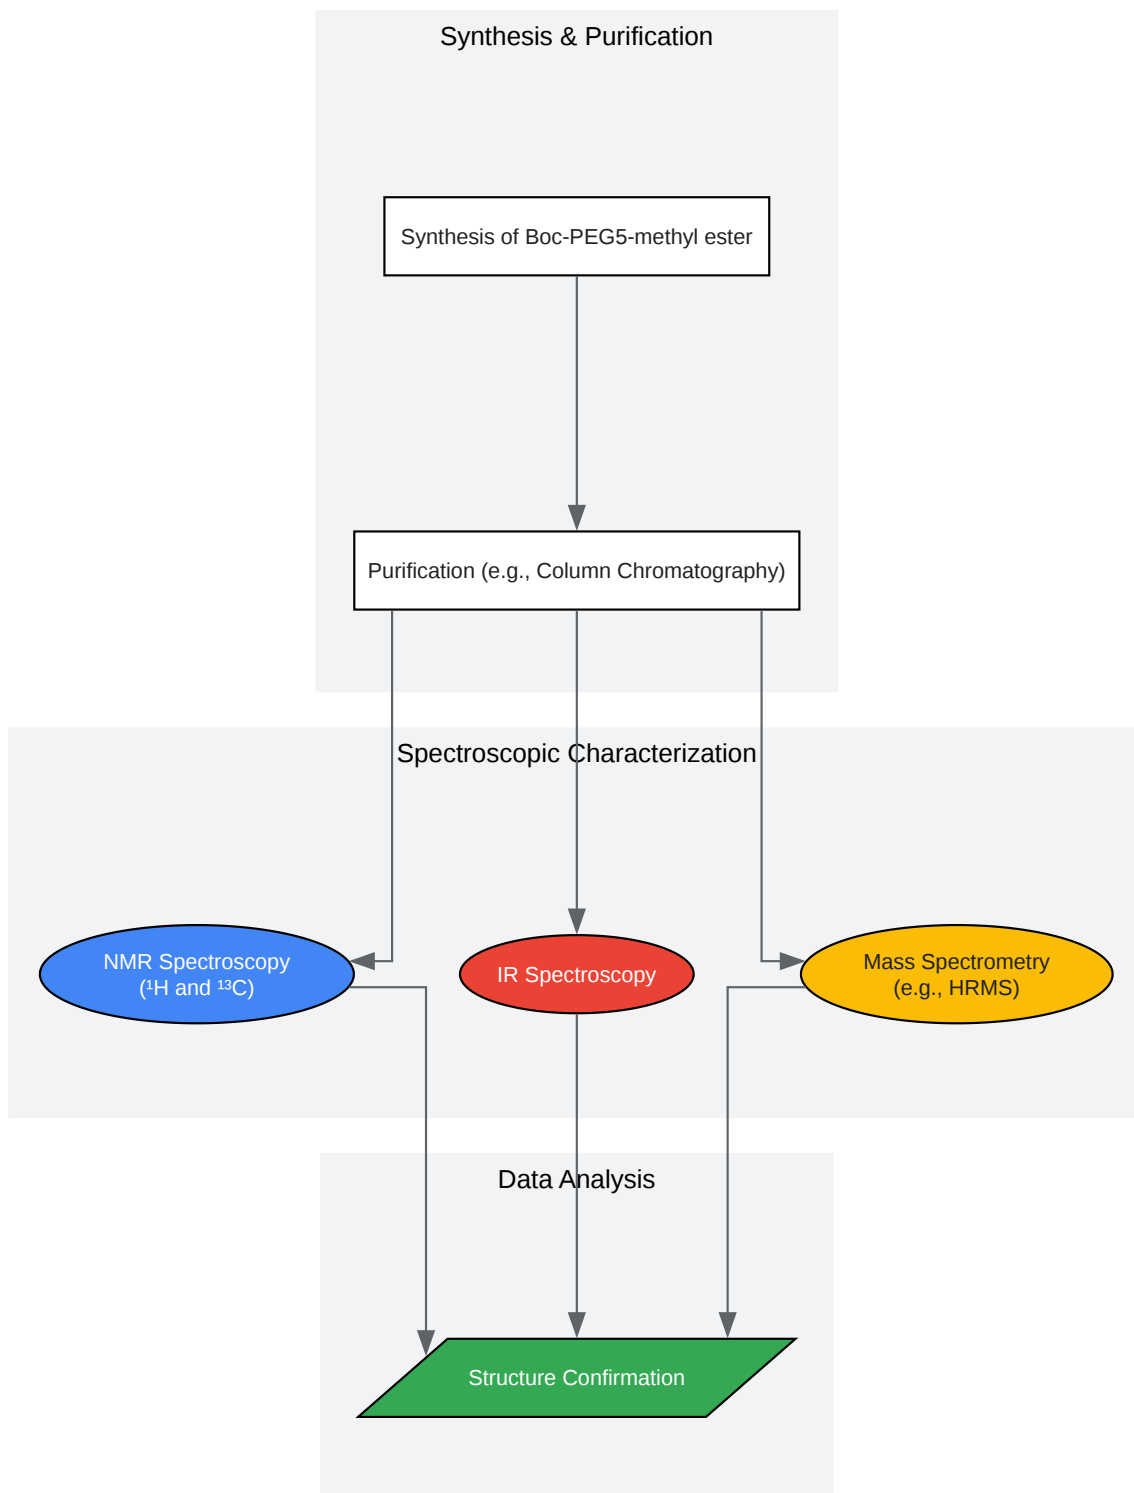 Synthesis & Purification
Synthesis of Boc-PEG5-methyl ester
Purification (e.g., Column Chromatography)
Spectroscopic Characterization
NMR Spectroscopy
(¹H and ¹³C)
IR Spectroscopy
Mass Spectrometry
(e.g., HRMS)
Data Analysis
Structure Confirmation